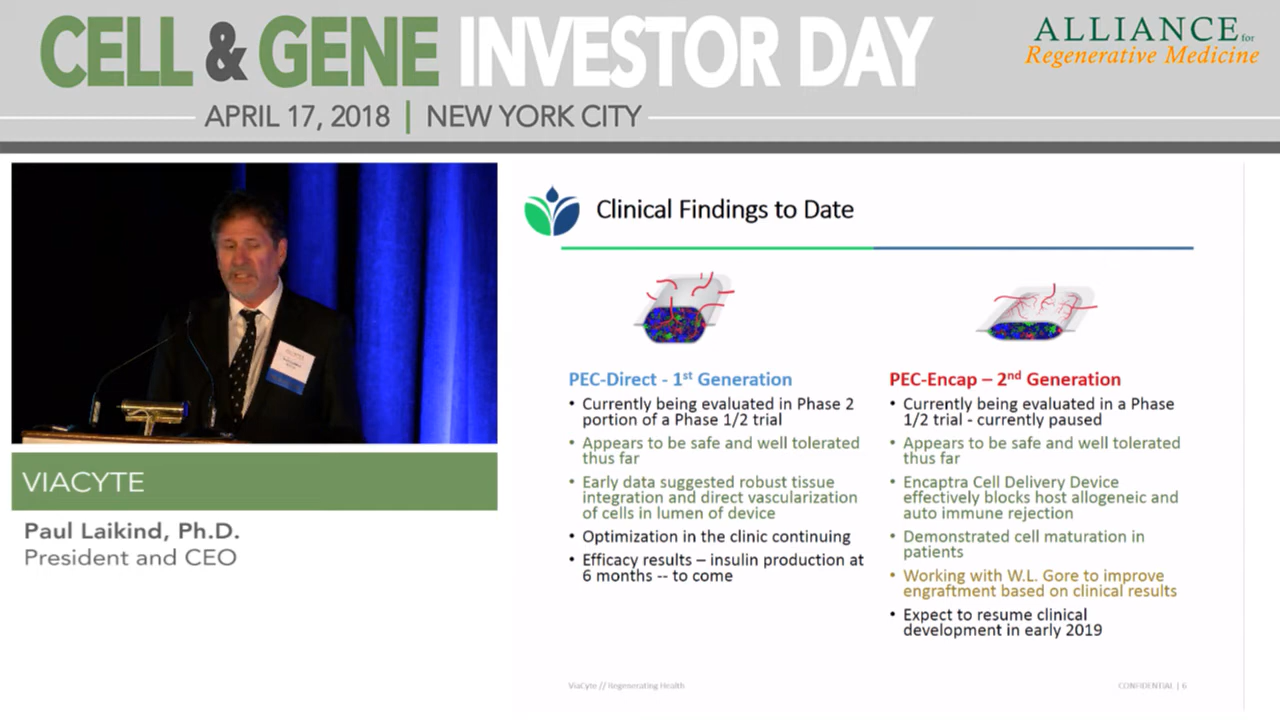 CELL & GENE INVESTOR DAY
APRIL 17, 2018 | NEW YORK CITY
ALLIANCE for
Regenerative Medicine
VIACYTE
Paul Laikind, Ph.D.
President and CEO
Clinical Findings to Date
PEC-Direct - 1st Generation
• Currently being evaluated in Phase 2
portion of a Phase 1/2 trial
• Appears to be safe and well tolerated
thus far
• Early data suggested robust tissue
integration and direct vascularization
of cells in lumen of device
• Optimization in the clinic continuing
• Efficacy results – insulin production at
6 months -- to come
PEC-Encap – 2nd Generation
• Currently being evaluated in a Phase
1/2 trial - currently paused
• Appears to be safe and well tolerated
thus far
• Encaptra Cell Delivery Device
effectively blocks host allogeneic and
auto immune rejection
• Demonstrated cell maturation in
patients
• Working with W.L. Gore to improve
engraftment based on clinical results
• Expect to resume clinical
development in early 2019
ViaCyte // Regenerating Health
CONFIDENTIAL | 6